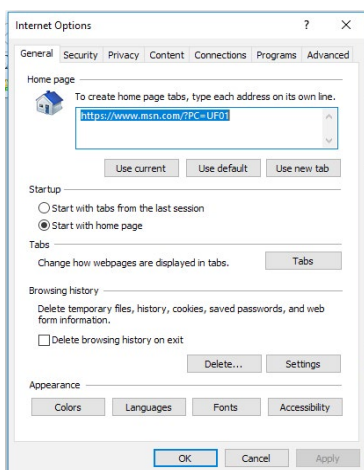 Internet Options
General Security Privacy Content Connections Programs Advanced
Home page
To create home page tabs, type each address on its own line.
https://www.msn.com/?PC=UF01
Use current Use default Use new tab
Startup
Start with tabs from the last session
Start with home page
Tabs
Change how webpages are displayed in tabs. Tabs
Browsing history
Delete temporary files, history, cookies, saved passwords, and web
form information.
Delete browsing history on exit
Delete... Settings
Appearance
Colors Languages Fonts Accessibility
OK Cancel Apply